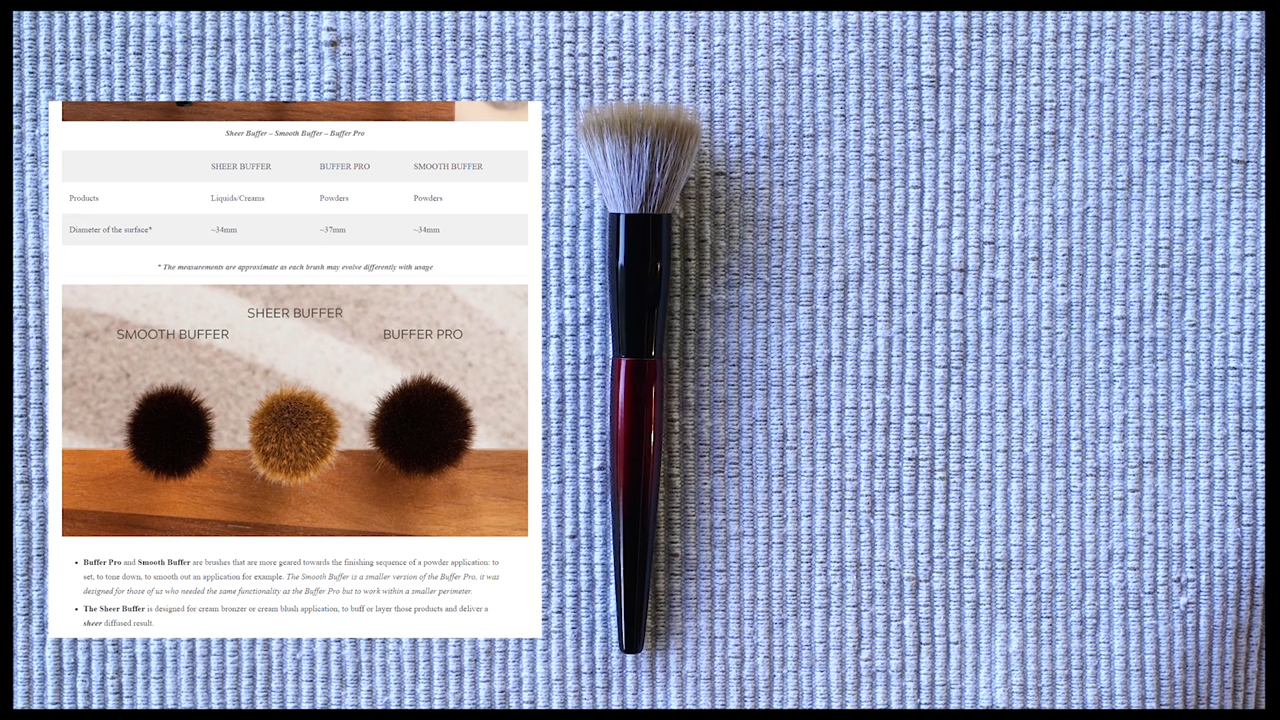 Sheer Buffer – Smooth Buffer – Buffer Pro
SHEER BUFFER BUFFER PRO SMOOTH BUFFER
Products Liquids/Creams Powders Powders
Diameter of the surface* ~34mm ~37mm ~34mm
* The measurements are approximate as each brush may evolve differently with usage
SHEER BUFFER
SMOOTH BUFFER BUFFER PRO
• Buffer Pro and Smooth Buffer are brushes that are more geared towards the finishing sequence of a powder application: to
set, to tone down, to smooth out an application for example. The Smooth Buffer is a smaller version of the Buffer Pro, it was
designed for those of us who needed the same functionality as the Buffer Pro but to work within a smaller perimeter.
• The Sheer Buffer is designed for cream bronzer or cream blush application, to buff or layer those products and deliver a
sheer diffused result.